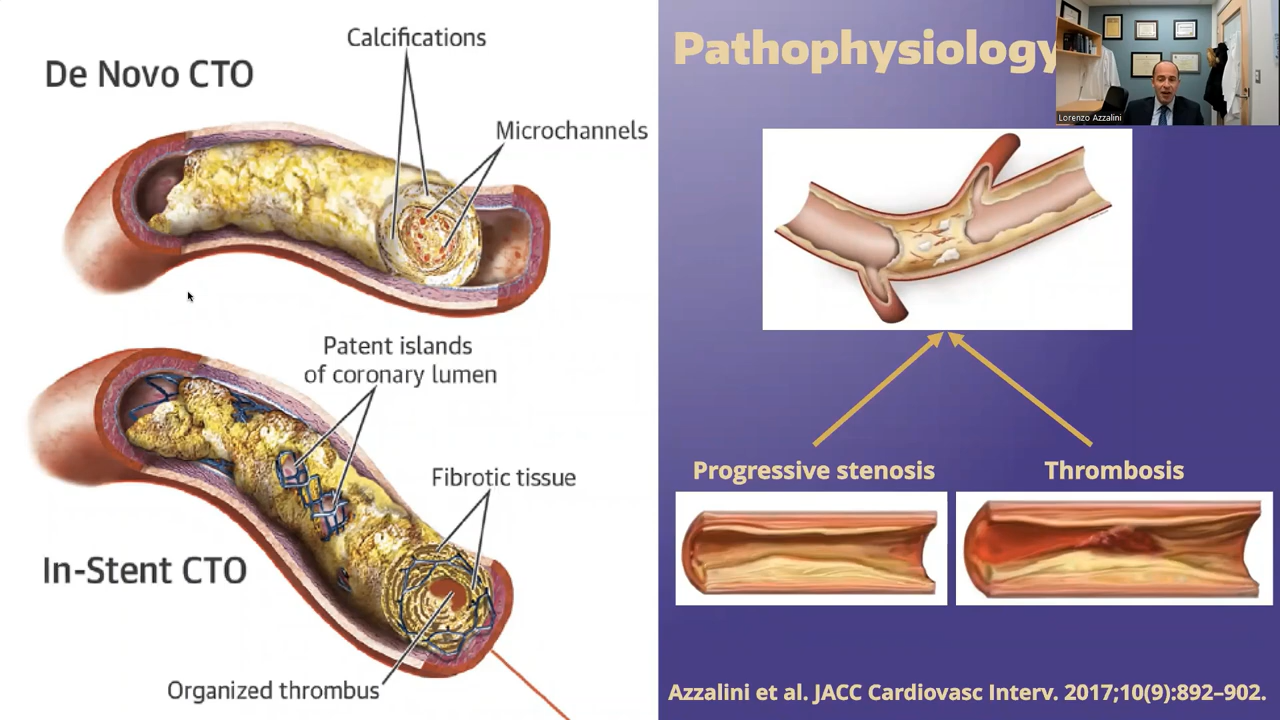 De Novo CTO
Calcifications
Microchannels
Patent islands
of coronary lumen
Fibrotic tissue
In-Stent CTO
Organized thrombus
Pathophysiology
Lorenzo Azzalini
Progressive stenosis
Thrombosis
Azzalini et al. JACC Cardiovasc Interv. 2017;10(9):892–902.